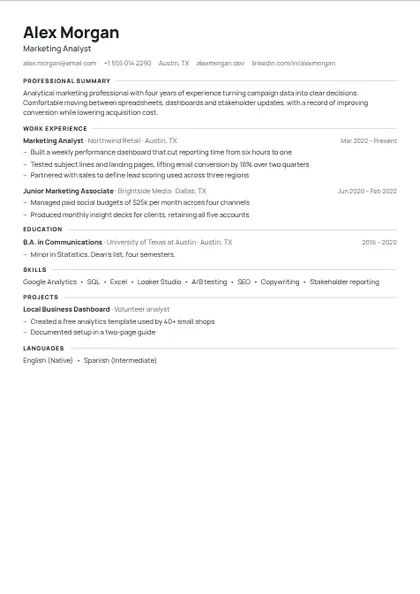 Alex Morgan
Marketing Analyst
alex.morgan@email.com +1 555 014 2290 Austin, TX alexmorgan.dev linkedin.com/in/alexmorgan
PROFESSIONAL SUMMARY
Analytical marketing professional with four years of experience turning campaign data into clear decisions.
Comfortable moving between spreadsheets, dashboards and stakeholder updates, with a record of improving
conversion while lowering acquisition cost.
WORK EXPERIENCE
Marketing Analyst · Northwind Retail · Austin, TX Mar 2022 – Present
– Built a weekly performance dashboard that cut reporting time from six hours to one
– Tested subject lines and landing pages, lifting email conversion by 18% over two quarters
– Partnered with sales to define lead scoring used across three regions
Junior Marketing Associate · Brightside Media · Dallas, TX Jun 2020 – Feb 2022
– Managed paid social budgets of $25k per month across four channels
– Produced monthly insight decks for clients, retaining all five accounts
EDUCATION
B.A. in Communications · University of Texas at Austin · Austin, TX 2016 – 2020
– Minor in Statistics. Dean's list, four semesters.
SKILLS
Google Analytics • SQL • Excel • Looker Studio • A/B testing • SEO • Copywriting • Stakeholder reporting
PROJECTS
Local Business Dashboard · Volunteer analyst
– Created a free analytics template used by 40+ small shops
– Documented setup in a two-page guide
LANGUAGES
English (Native) • Spanish (Intermediate)